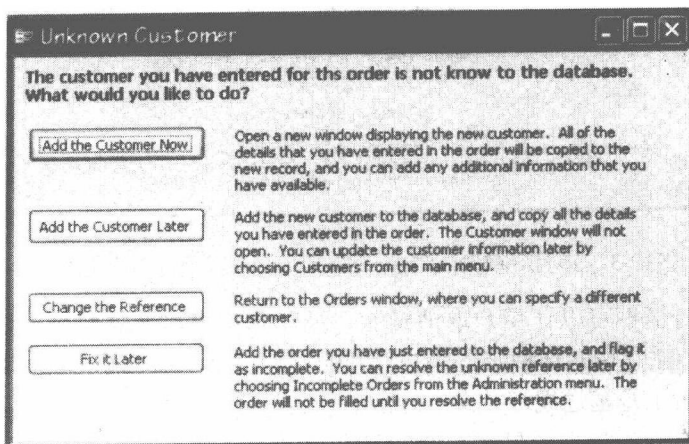 Unknown Customer
The customer you have entered for ths order is not know to the database.
What would you like to do?
Add the Customer Now
Open a new window displaying the new customer. All of the
details that you have entered in the order will be copied to the
new record, and you can add any additional information that you
have available.
Add the Customer Later
Add the new customer to the database, and copy all the details
you have entered in the order. The Customer window will not
open. You can update the customer information later by
choosing Customers from the main menu.
Change the Reference
Return to the Orders window, where you can specify a different
customer.
Fix it Later
Add the order you have just entered to the database, and flag it
as incomplete. You can resolve the unknown reference later by
choosing Incomplete Orders from the Administration menu. The
order will not be filled until you resolve the reference.